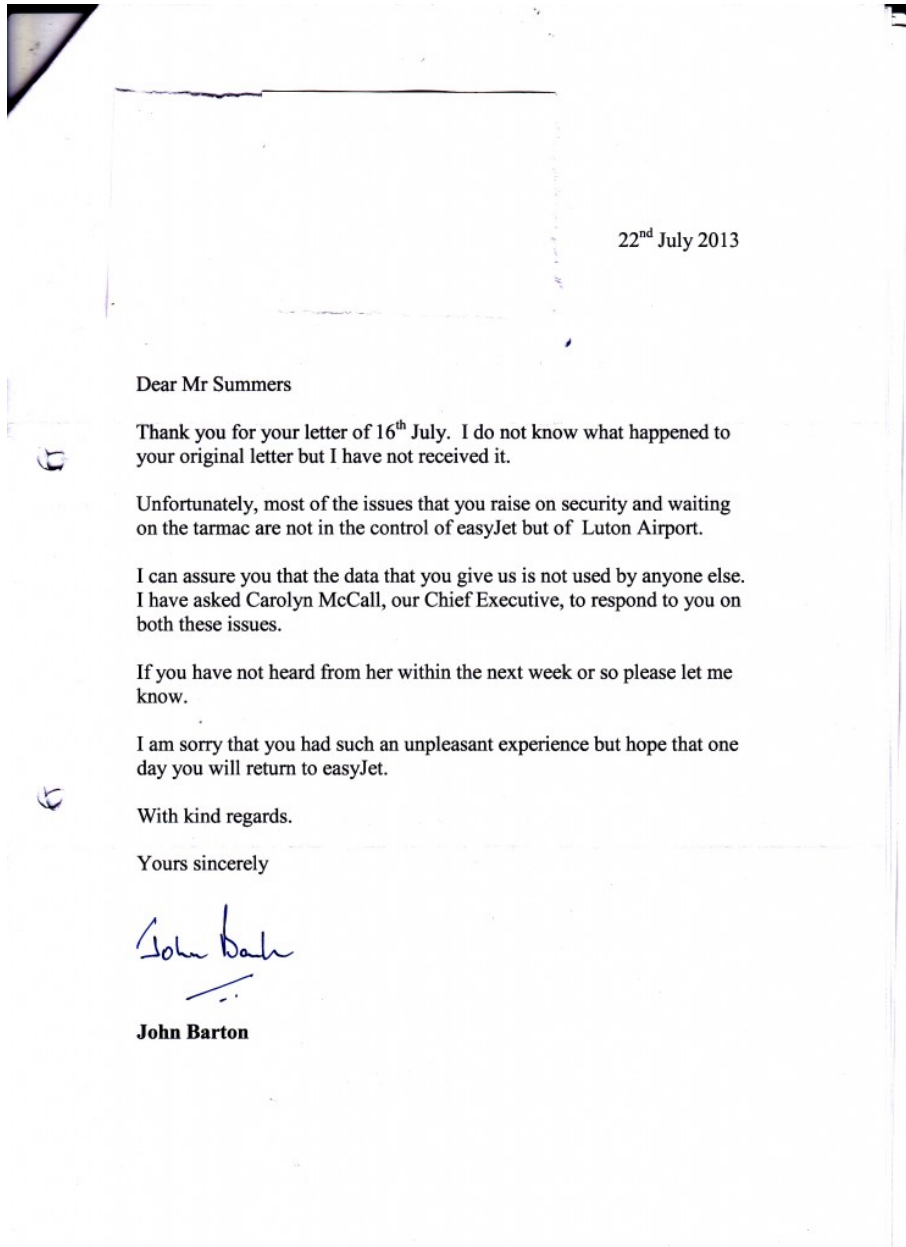 22nd July 2013
Dear Mr Summers
Thank you for your letter of 16th July. I do not know what happened to
your original letter but I have not received it.
Unfortunately, most of the issues that you raise on security and waiting
on the tarmac are not in the control of easyJet but of Luton Airport.
I can assure you that the data that you give us is not used by anyone else.
I have asked Carolyn McCall, our Chief Executive, to respond to you on
both these issues.
If you have not heard from her within the next week or so please let me
know.
I am sorry that you had such an unpleasant experience but hope that one
day you will return to easyJet.
With kind regards.
Yours sincerely
John Barton
John Barton